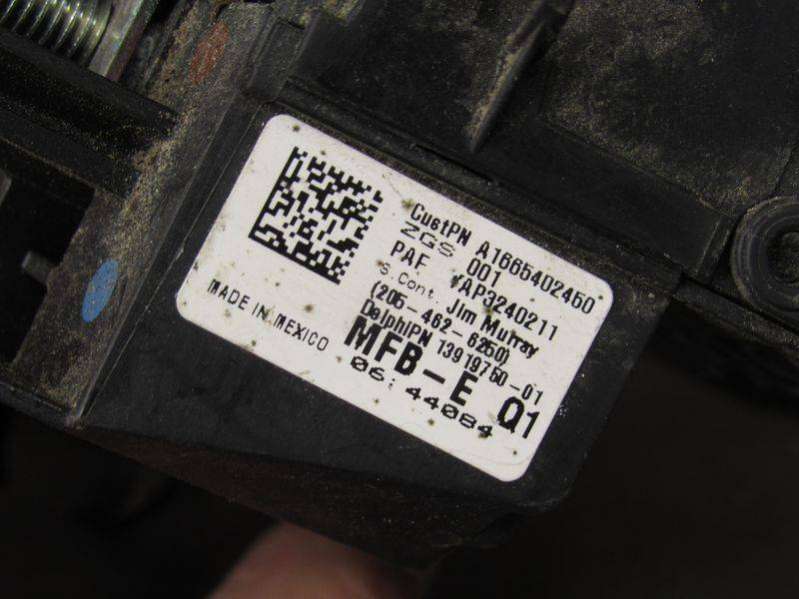 CustPN A1665402450
ZGS 001
PAF YAP3240211
S.Cont. Jim Murray
(205-462-6250)
DelphiPN 13919750-01
MFB-E Q1
06:44084
MADE IN MEXICO